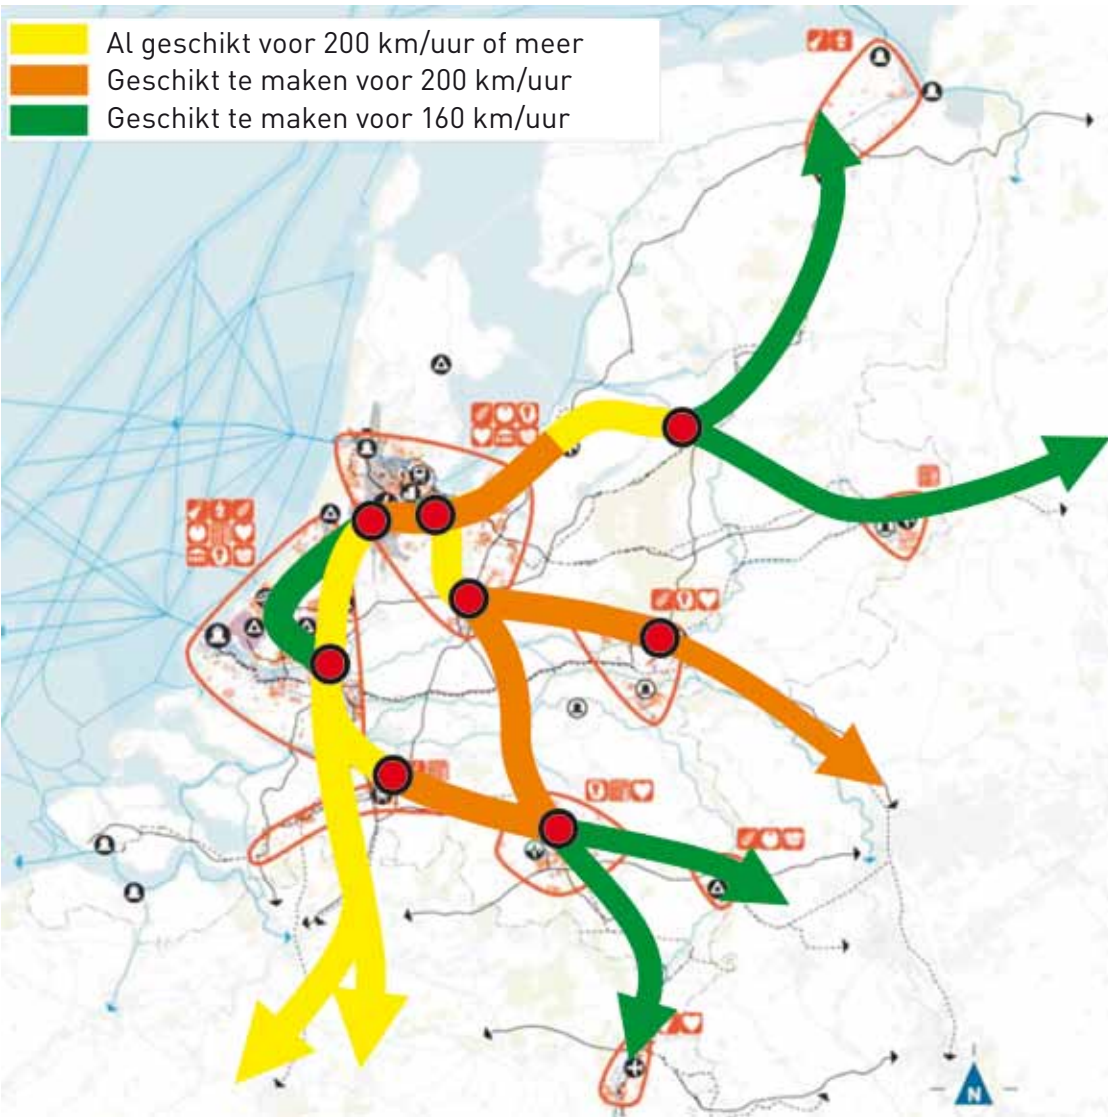 Al geschikt voor 200 km/uur of meer
Geschikt te maken voor 200 km/uur
Geschikt te maken voor 160 km/uur
N